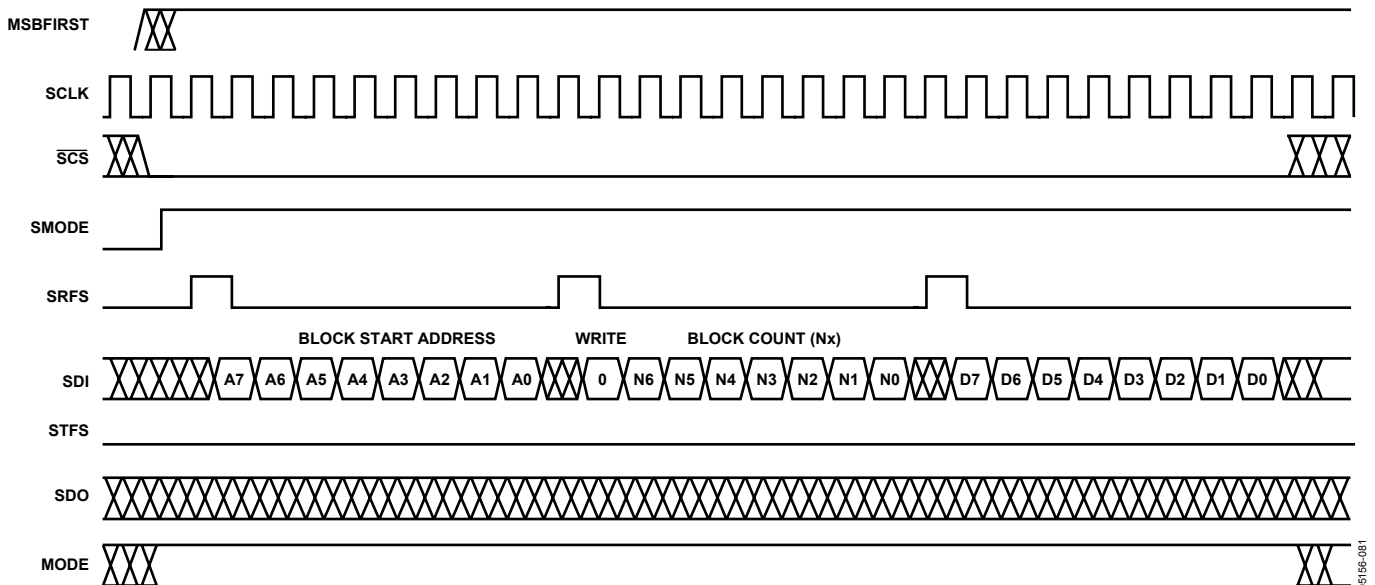 MSBFIRST
SCLK
SCS
SMODE
SRFS
BLOCK START ADDRESS WRITE BLOCK COUNT (Nx)
SDI A7 A6 A5 A4 A3 A2 A1 A0 0 N6 N5 N4 N3 N2 N1 N0 D7 D6 D5 D4 D3 D2 D1 D0
STFS
SDO
MODE